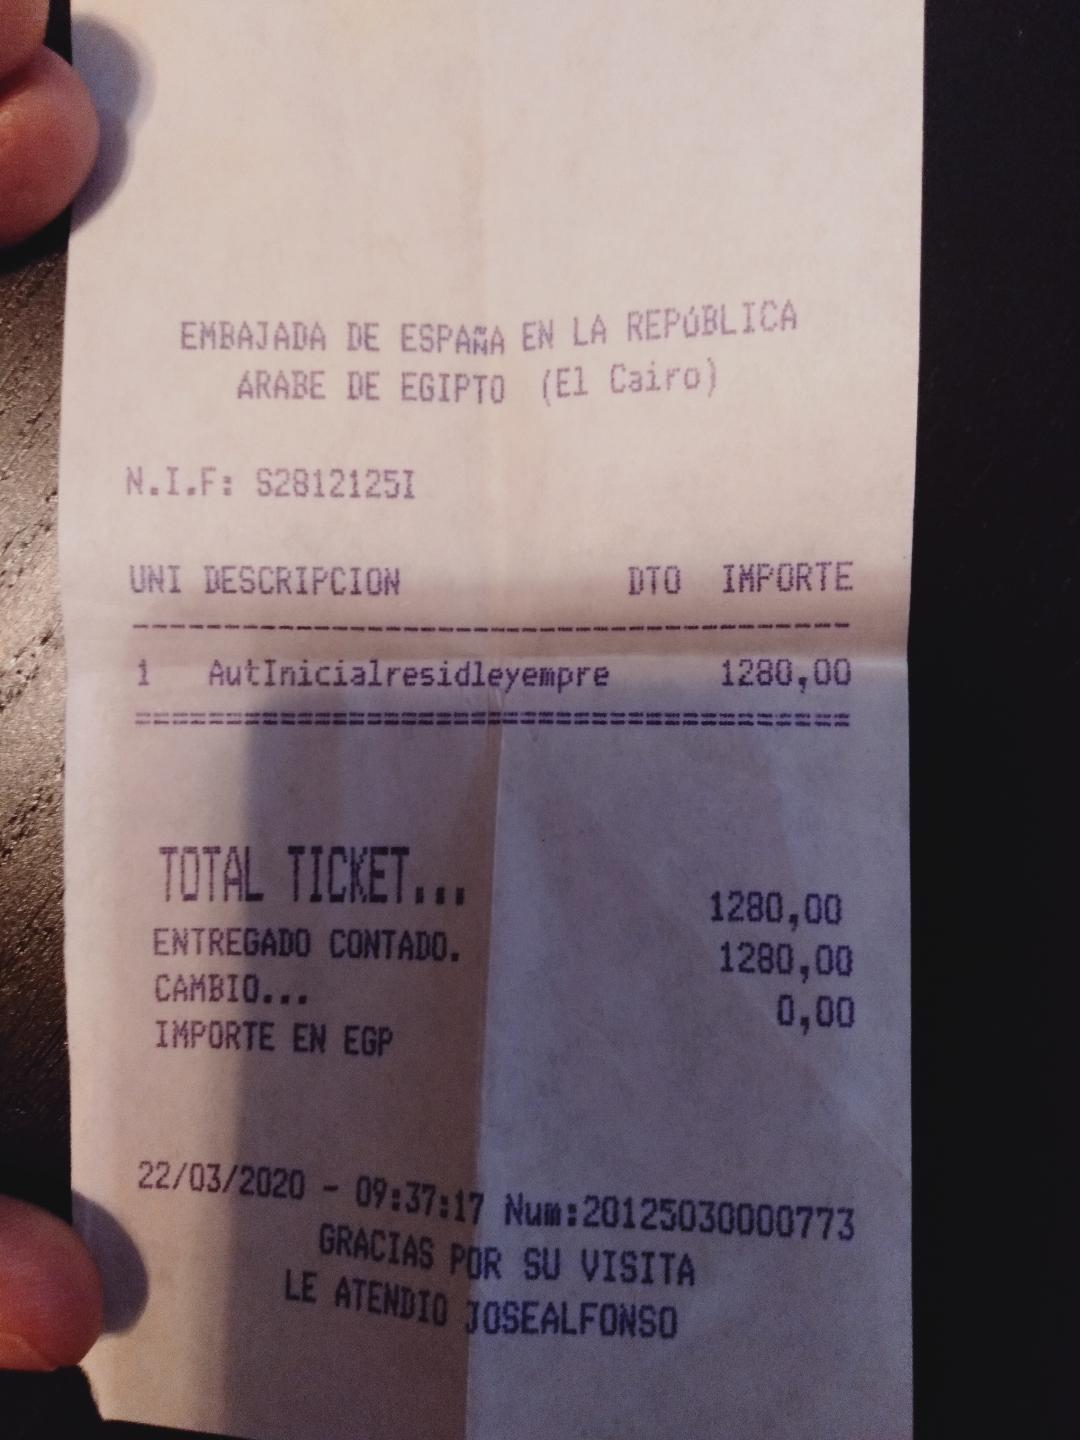 EMBAJADA DE ESPAÑA EN LA REPúBLICA
ARABE DE EGIPTO (El Cairo)
N.I.F: S2812125I
UNI DESCRIPCION DTO IMPORTE
----------------------------------------
1 AutInicialresidleyempre 1280,00
========================================
TOTAL TICKET... 1280,00
ENTREGADO CONTADO. 1280,00
CAMBIO... 0,00
IMPORTE EN EGP
22/03/2020 - 09:37:17 Num:20125030000773
GRACIAS POR SU VISITA
LE ATENDIO JOSEALFONSO